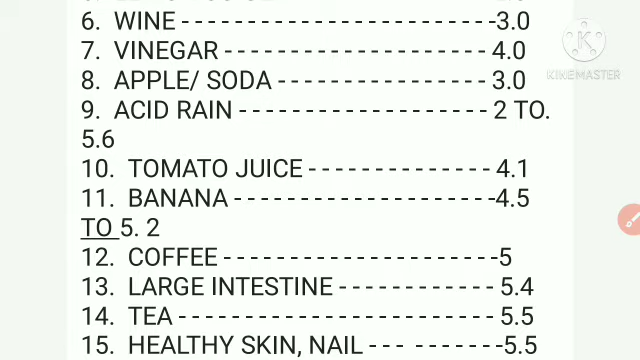 6. WINE - - - - - - - - - - - - - - - - - - - - - -3.0
7. VINEGAR - - - - - - - - - - - - - - - - - - - 4.0
8. APPLE/ SODA - - - - - - - - - - - - - - - 3.0
9. ACID RAIN - - - - - - - - - - - - - - - - - - 2 TO.
5.6
10. TOMATO JUICE - - - - - - - - - - - - - 4.1
11. BANANA - - - - - - - - - - - - - - - - - - -4.5
TO 5. 2
12. COFFEE - - - - - - - - - - - - - - - - - - - -5
13. LARGE INTESTINE - - - - - - - - - - - 5.4
14. TEA - - - - - - - - - - - - - - - - - - - - - - - 5.5
15. HEALTHY SKIN, NAIL - - - - - - - - - -5.5
KINEMASTER